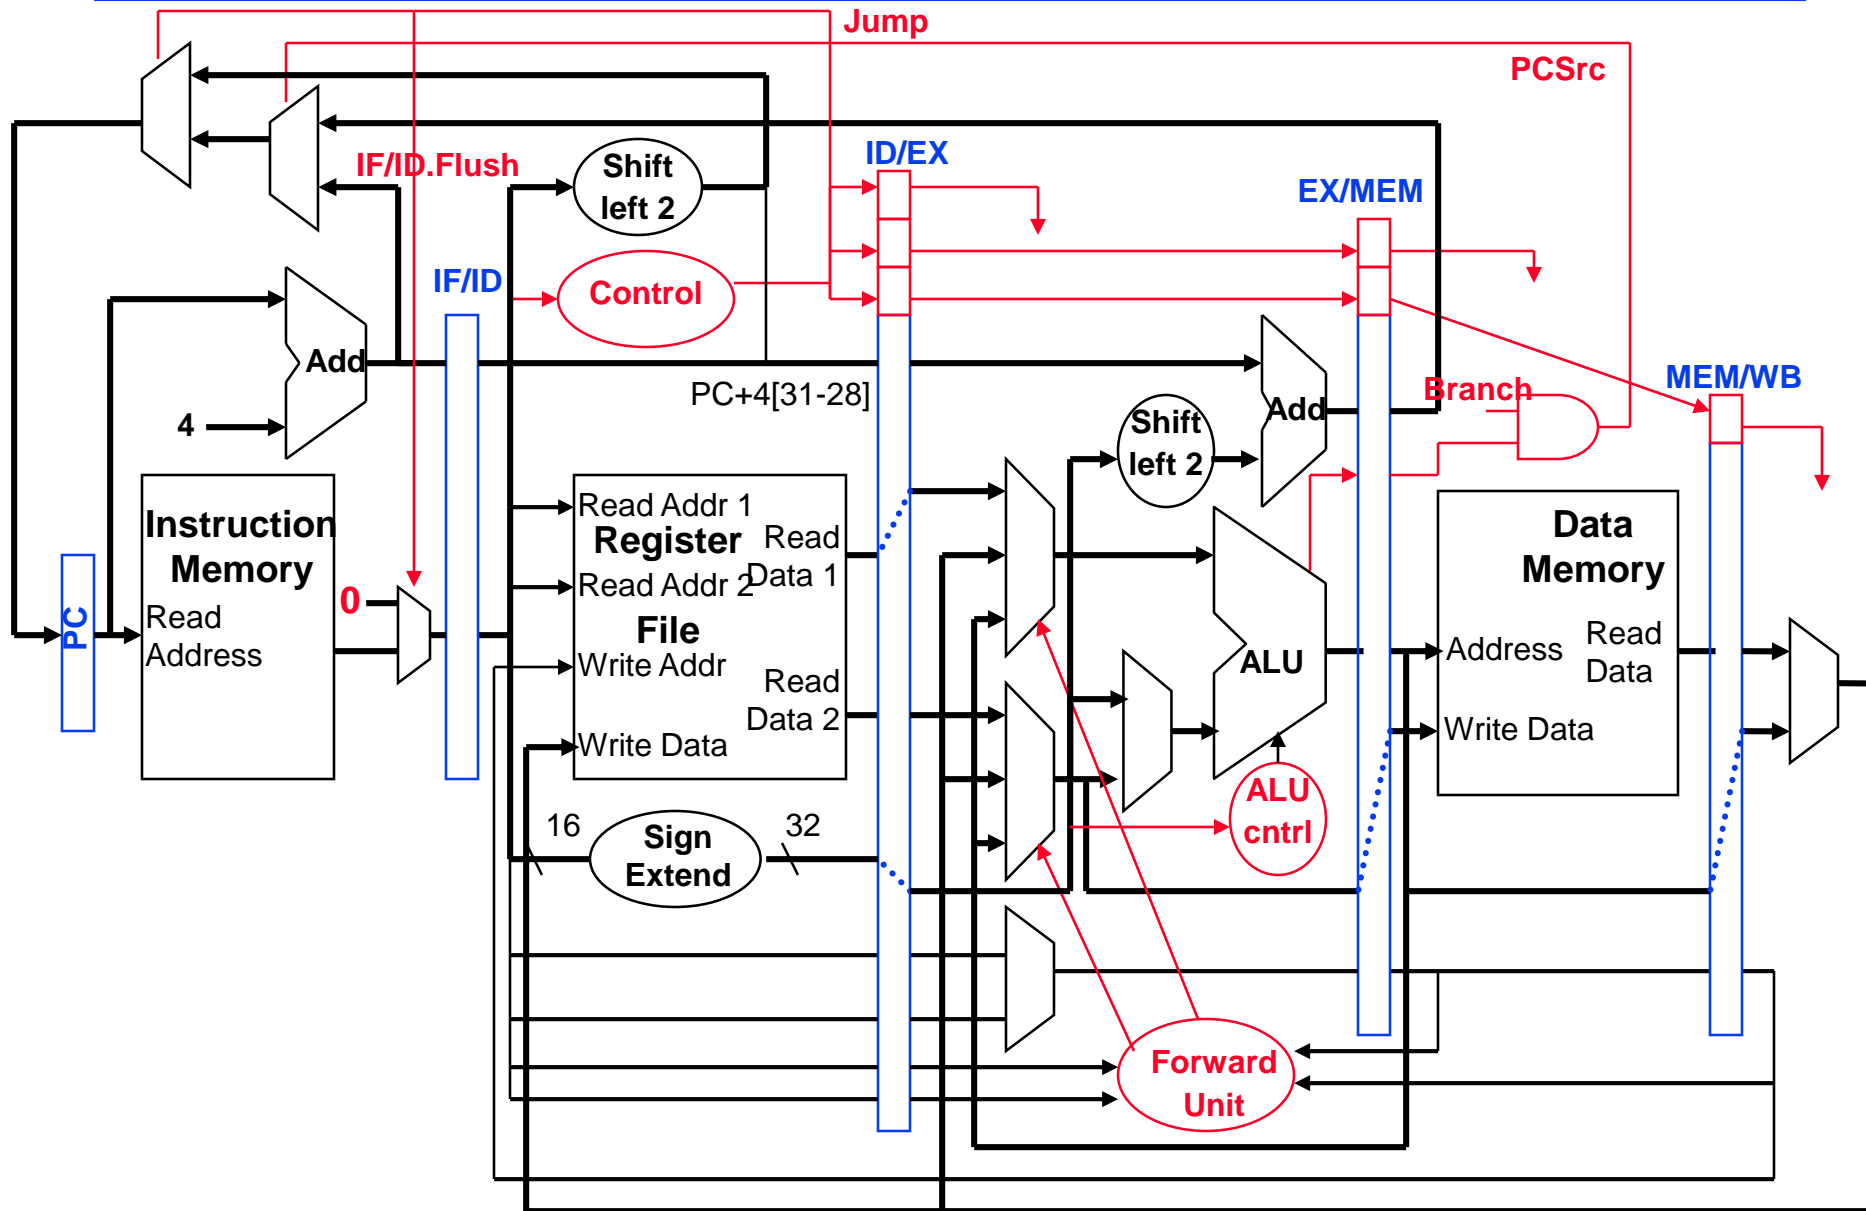 Jump
PCSrc
IF/ID.Flush
Shift
left 2
ID/EX
EX/MEM
IF/ID
Control
Add
PC+4[31-28]
4
Shift
left 2
Add
Branch
MEM/WB
Instruction
Memory
Read
Address
0
PC
Read Addr 1
Register
Read
Data 1
Read Addr 2
File
Write Addr
Read
Data 2
Write Data
ALU
Data
Memory
Address
Read
Data
Write Data
ALU
cntrl
16
Sign
Extend
32
Forward
Unit